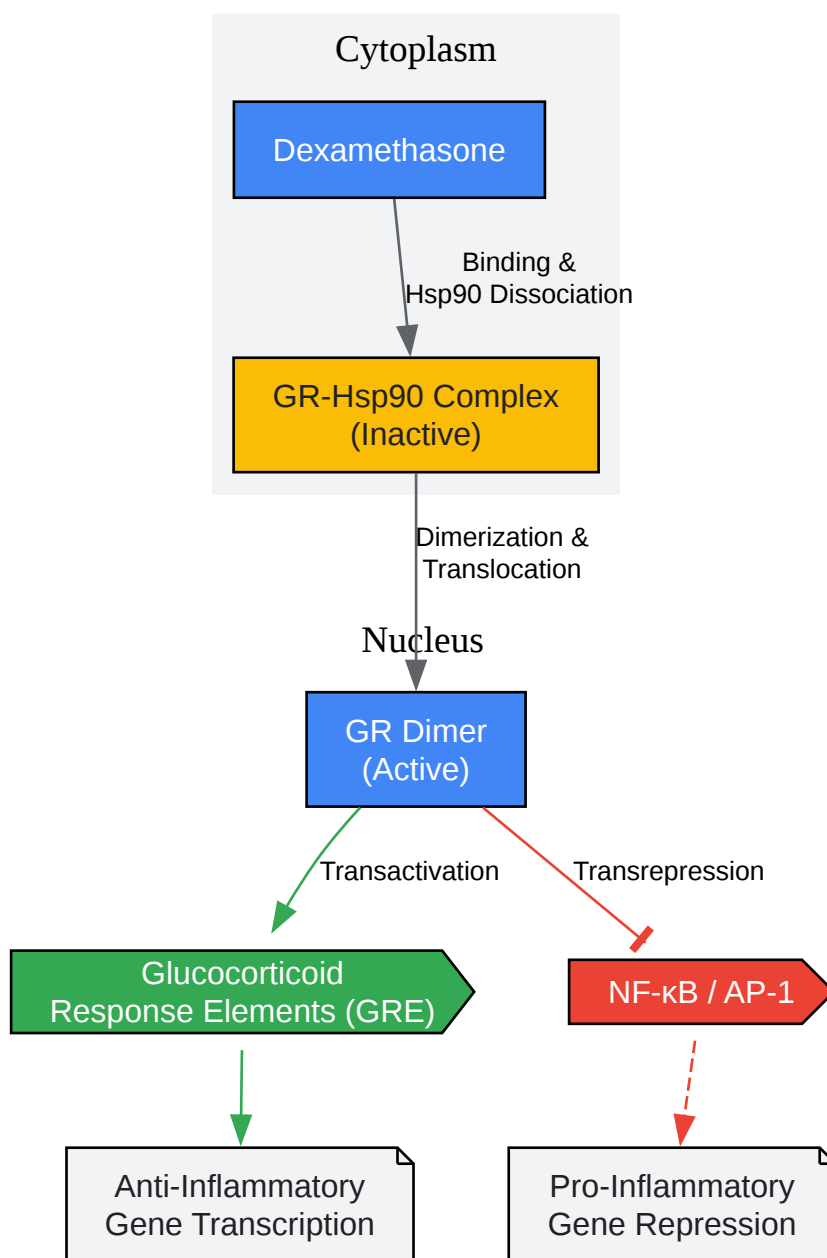 Cytoplasm
Dexamethasone
Binding &
Hsp90 Dissociation
GR-Hsp90 Complex
(Inactive)
Dimerization &
Translocation
Nucleus
GR Dimer
(Active)
Transactivation
Transrepression
Glucocorticoid
Response Elements (GRE)
NF-κB / AP-1
Anti-Inflammatory
Gene Transcription
Pro-Inflammatory
Gene Repression